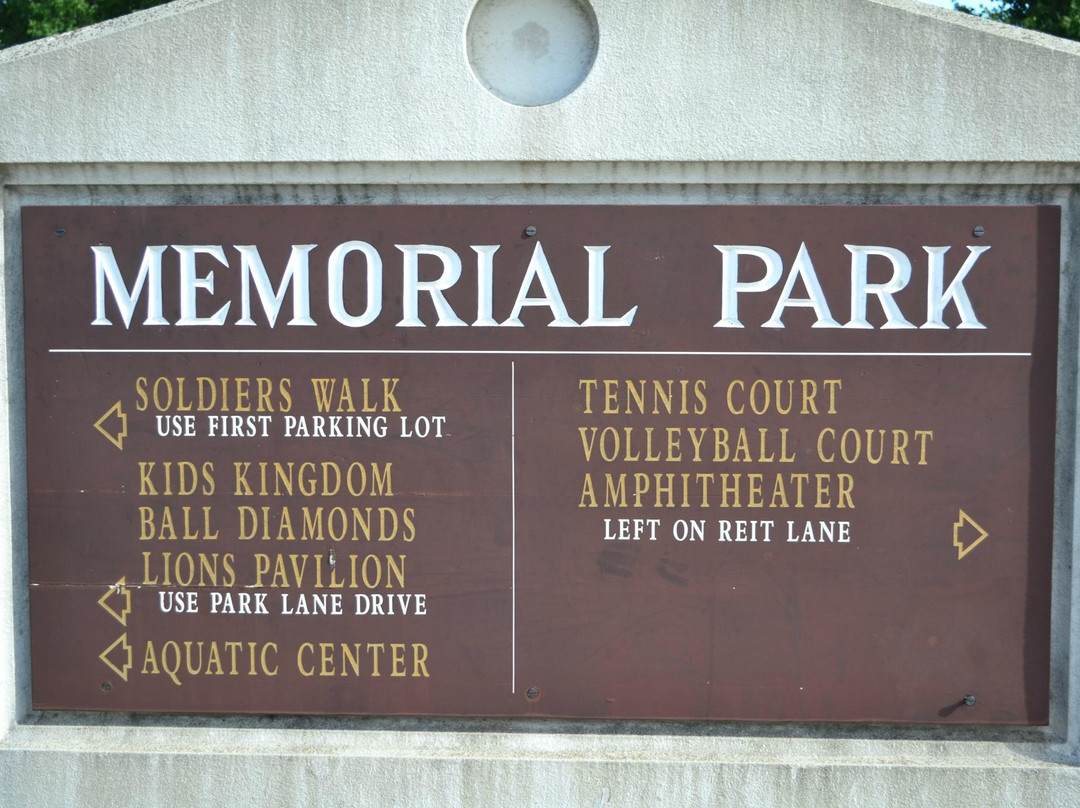 MEMORIAL PARK
SOLDIERS WALK
USE FIRST PARKING LOT
KIDS KINGDOM
BALL DIAMONDS
LIONS PAVILION
USE PARK LANE DRIVE
AQUATIC CENTER
TENNIS COURT
VOLLEYBALL COURT
AMPHITHEATER
LEFT ON REIT LANE